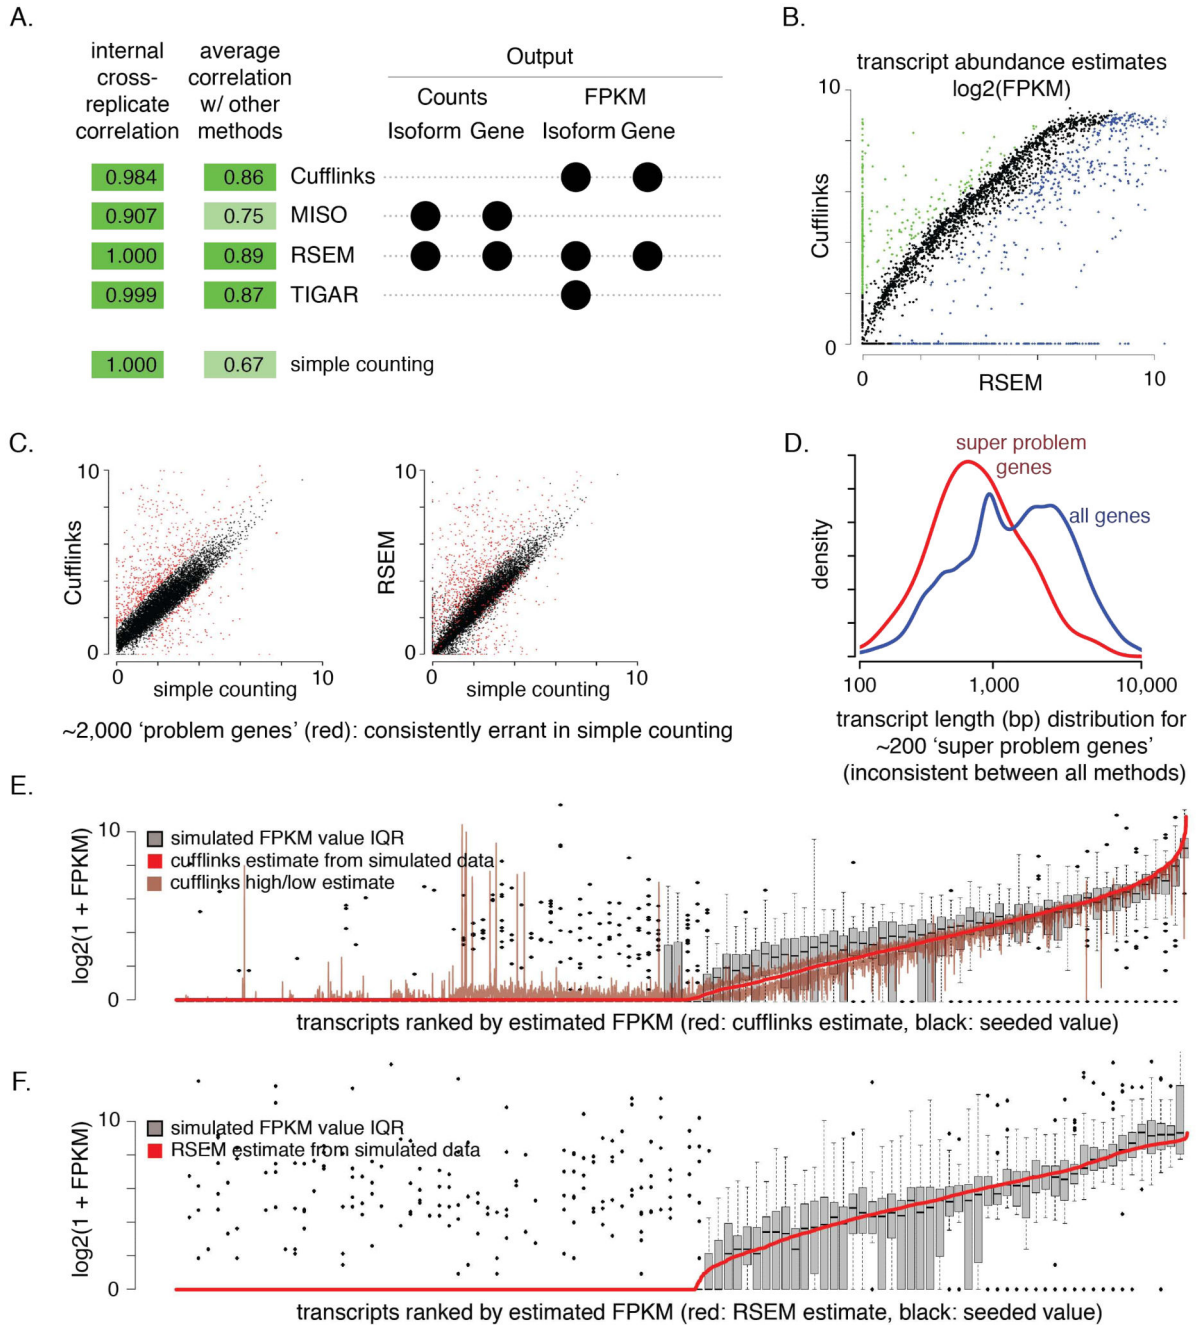 A.
internal
cross-
replicate
correlation
average
correlation
w/ other
methods
Output
Counts
FPKM
Isoform Gene Isoform Gene
0.984 0.86 Cufflinks
0.907 0.75 MISO
1.000 0.89 RSEM
0.999 0.87 TIGAR
1.000 0.67 simple counting
B.
transcript abundance estimates
log2(FPKM)
10
Cufflinks
0
0 10
RSEM
C.
10
Cufflinks
0
0 10
simple counting
10
RSEM
0
0 10
simple counting
~2,000 'problem genes' (red): consistently errant in simple counting
D.
super problem
genes
all genes
density
100 1,000 10,000
transcript length (bp) distribution for
~200 'super problem genes'
(inconsistent between all methods)
E.
log2(1 + FPKM)
10
0
simulated FPKM value IQR
cufflinks estimate from simulated data
cufflinks high/low estimate
transcripts ranked by estimated FPKM (red: cufflinks estimate, black: seeded value)
F.
log2(1 + FPKM)
10
0
simulated FPKM value IQR
RSEM estimate from simulated data
transcripts ranked by estimated FPKM (red: RSEM estimate, black: seeded value)